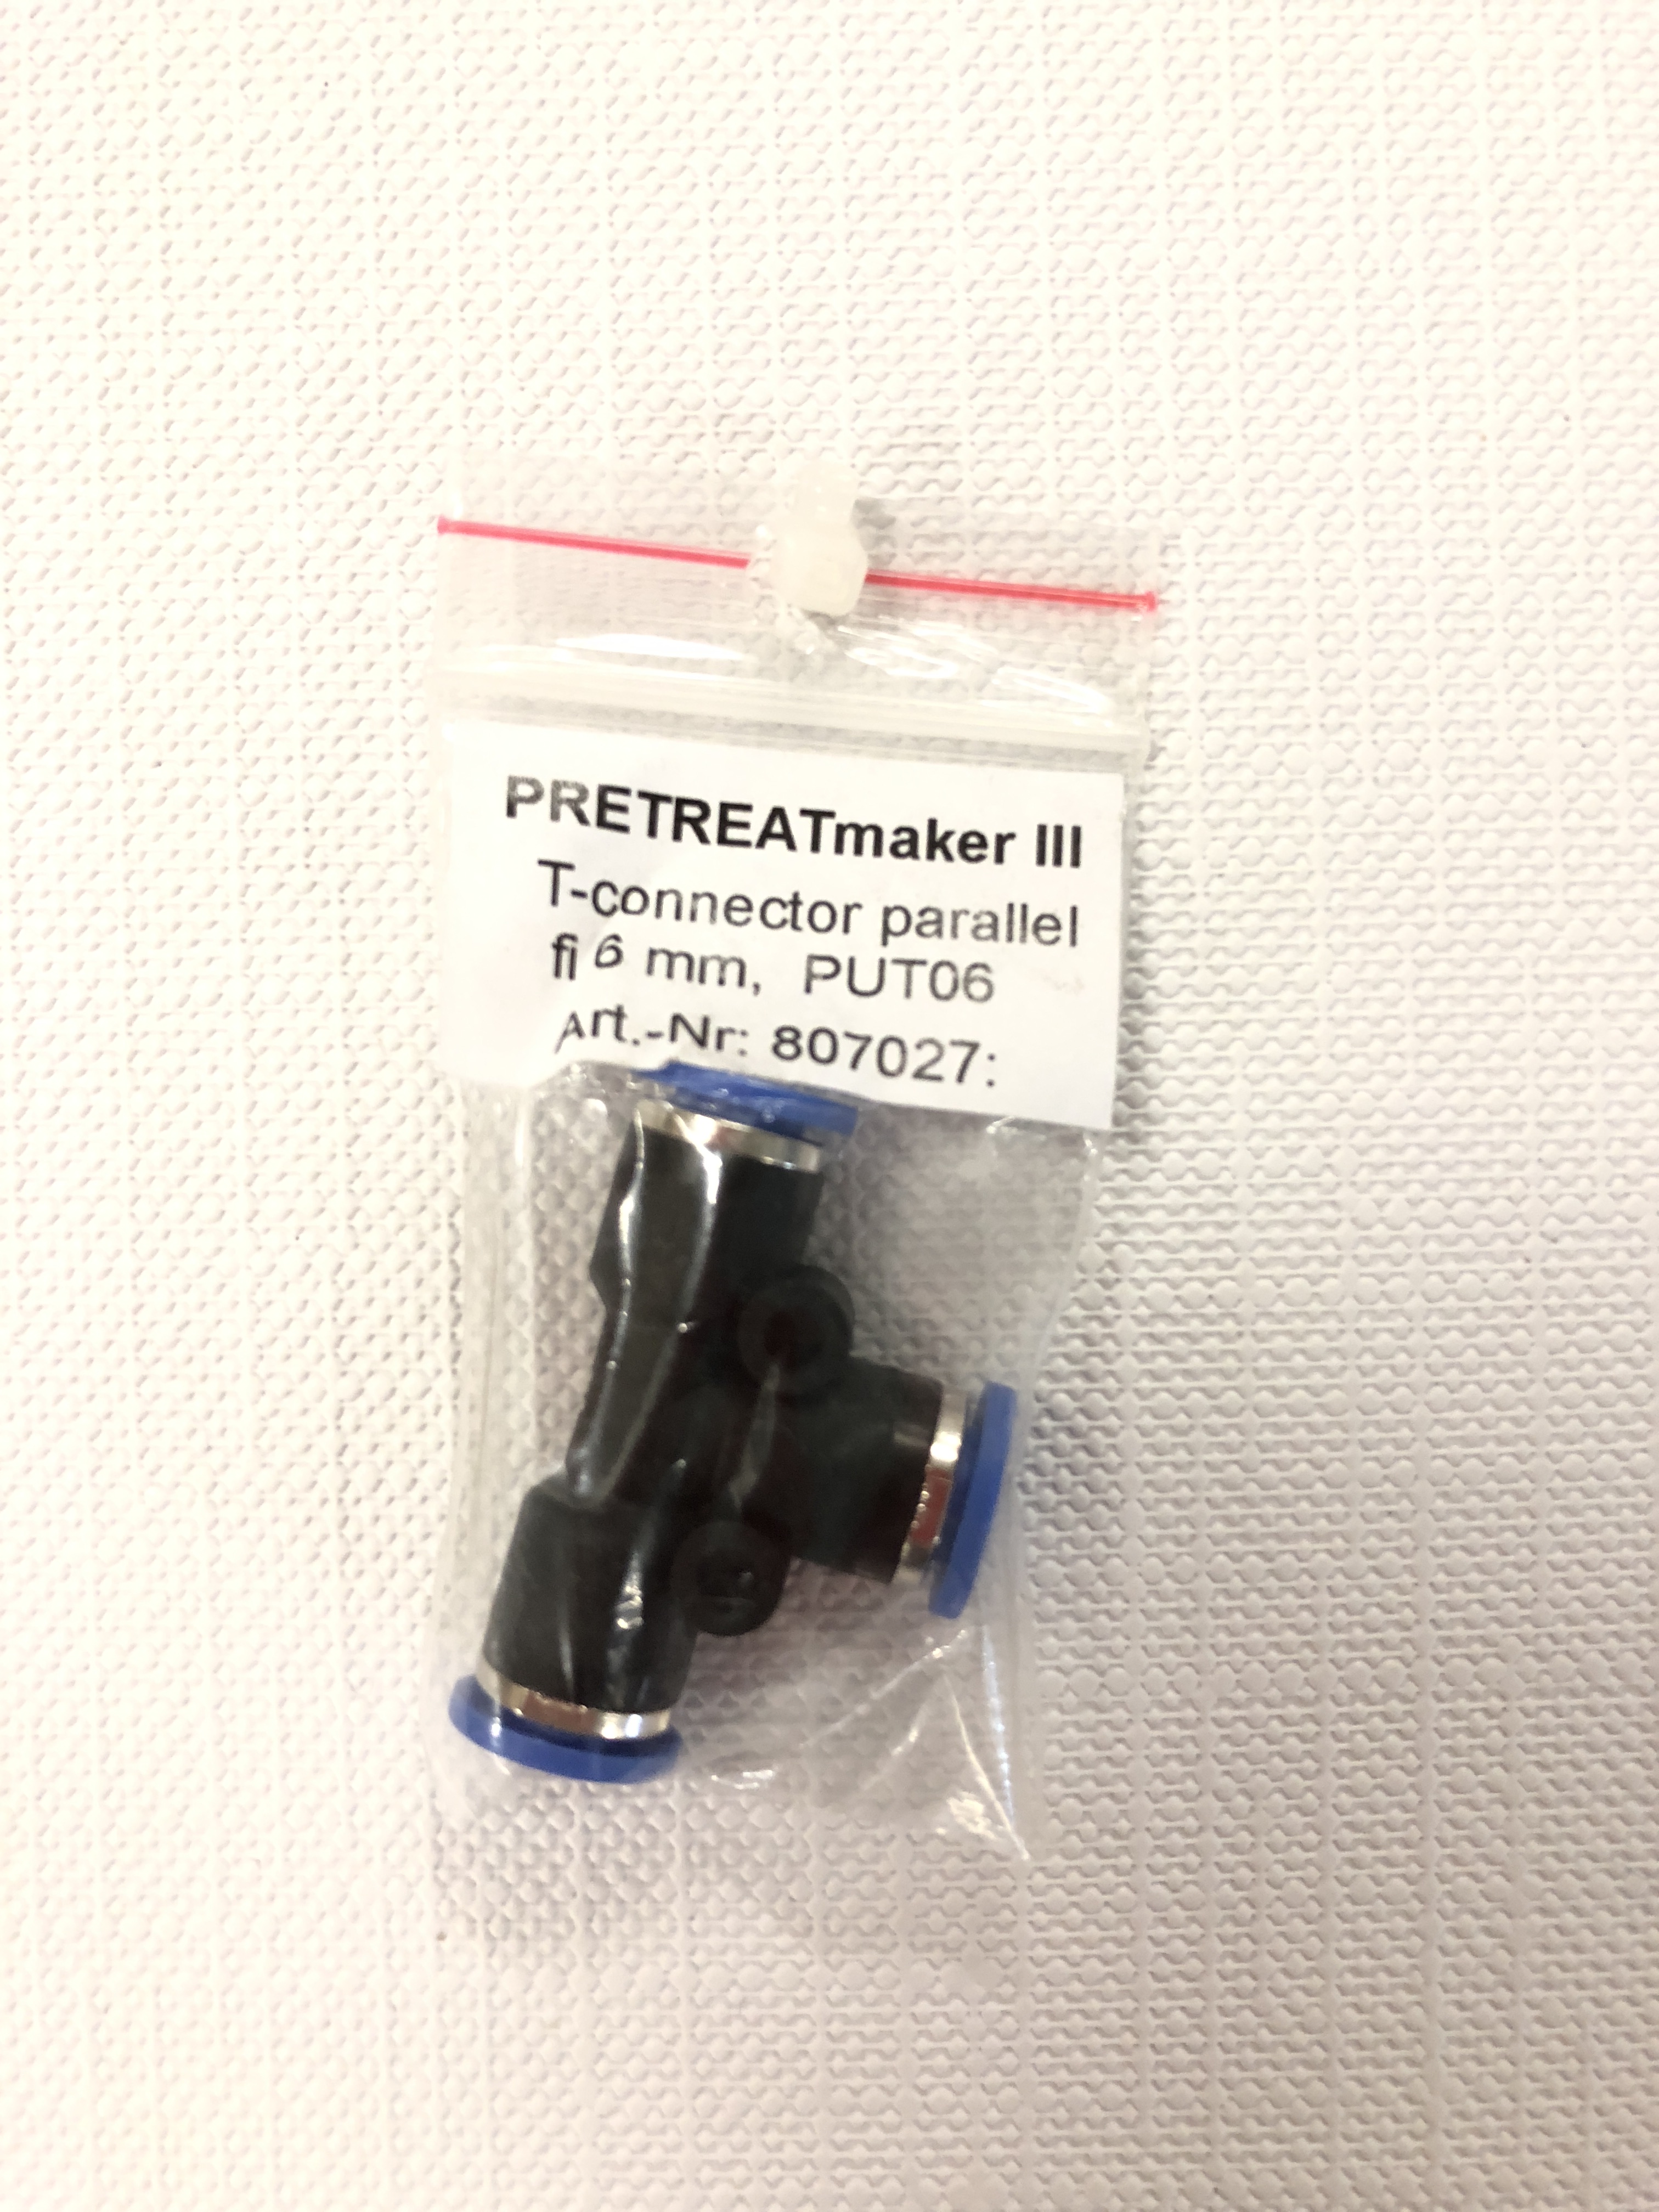 PRETREATmaker III
T-connector parallel
fi 6 mm, PUT06
Art.-Nr: 807027: